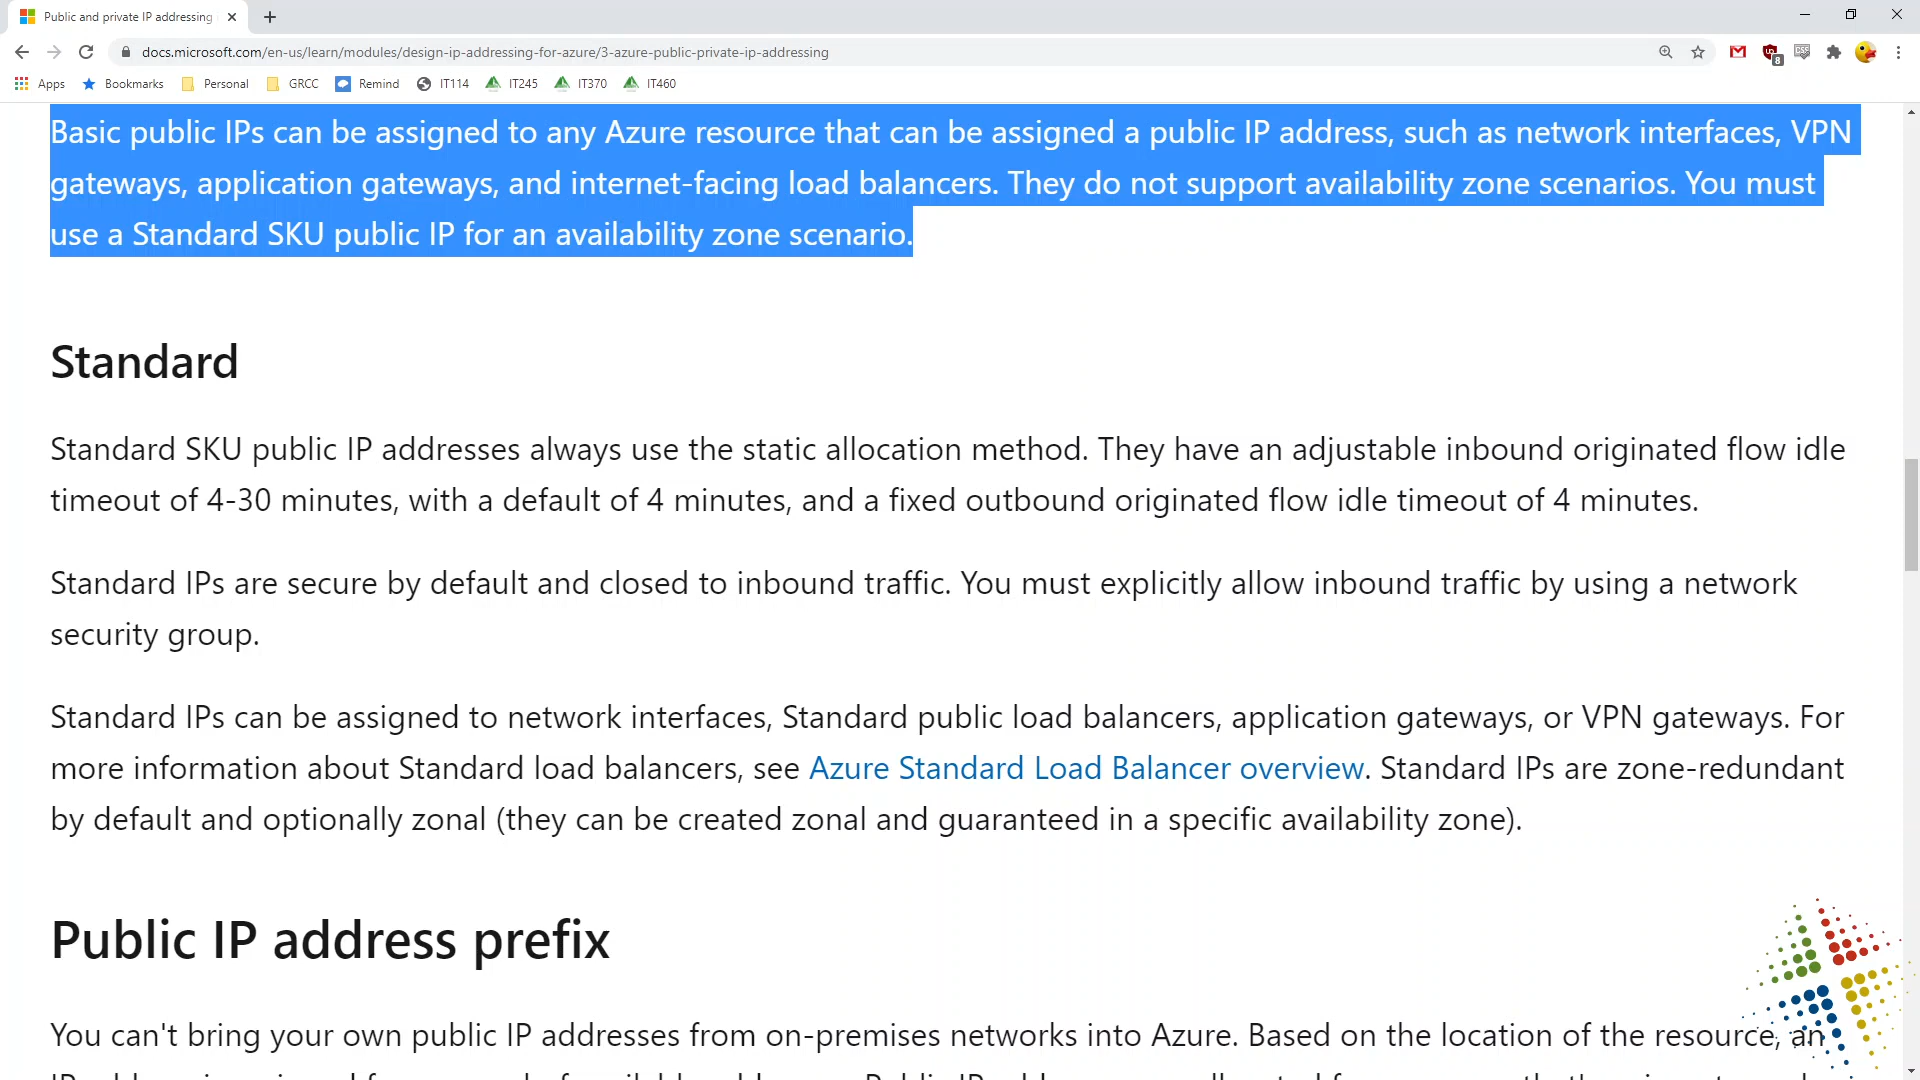 Public and private IP addressing
docs.microsoft.com/en-us/learn/modules/design-ip-addressing-for-azure/3-azure-public-private-ip-addressing
8
Apps Bookmarks Personal GRCC Remind IT114 IT245 IT370 IT460
Basic public IPs can be assigned to any Azure resource that can be assigned a public IP address, such as network interfaces, VPN
gateways, application gateways, and internet-facing load balancers. They do not support availability zone scenarios. You must
use a Standard SKU public IP for an availability zone scenario.
Standard
Standard SKU public IP addresses always use the static allocation method. They have an adjustable inbound originated flow idle
timeout of 4-30 minutes, with a default of 4 minutes, and a fixed outbound originated flow idle timeout of 4 minutes.
Standard IPs are secure by default and closed to inbound traffic. You must explicitly allow inbound traffic by using a network
security group.
Standard IPs can be assigned to network interfaces, Standard public load balancers, application gateways, or VPN gateways. For
more information about Standard load balancers, see Azure Standard Load Balancer overview. Standard IPs are zone-redundant
by default and optionally zonal (they can be created zonal and guaranteed in a specific availability zone).
Public IP address prefix
You can't bring your own public IP addresses from on-premises networks into Azure. Based on the location of the resource, an